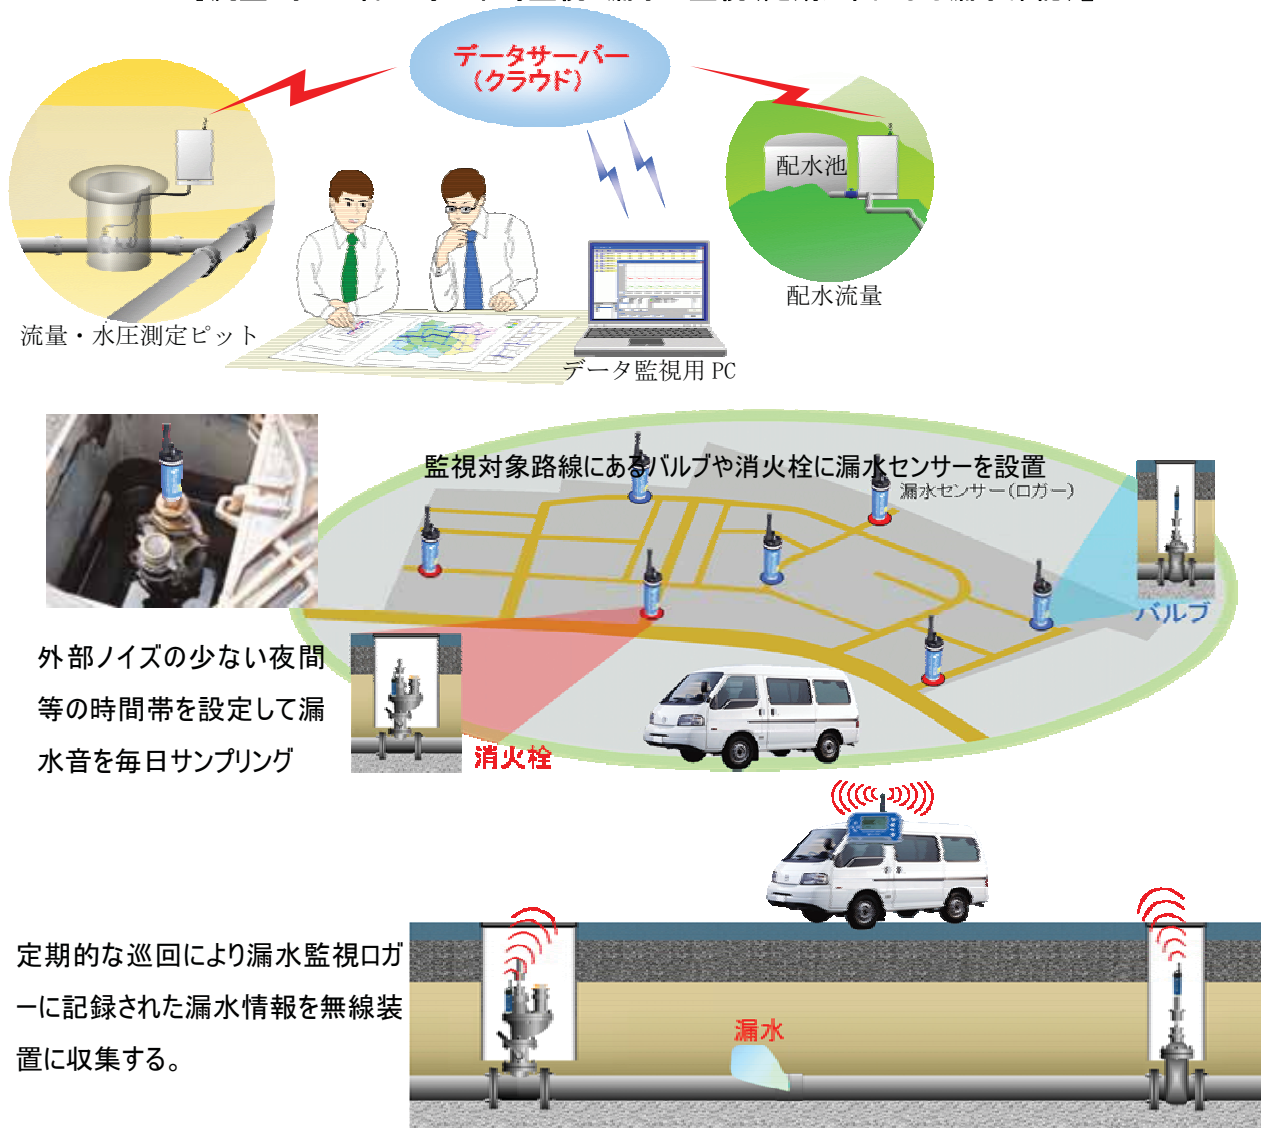 データサーバー
（クラウド）
配水池
配水流量
流量・水圧測定ピット
データ監視用 PC
監視対象路線にあるバルブや消火栓に漏水センサーを設置
漏水センサー(ロガー)
バルブ
外部ノイズの少ない夜間
等の時間帯を設定して漏
水音を毎日サンプリング
消火栓
定期的な巡回により漏水監視ロガ
ーに記録された漏水情報を無線装
置に収集する。
漏水